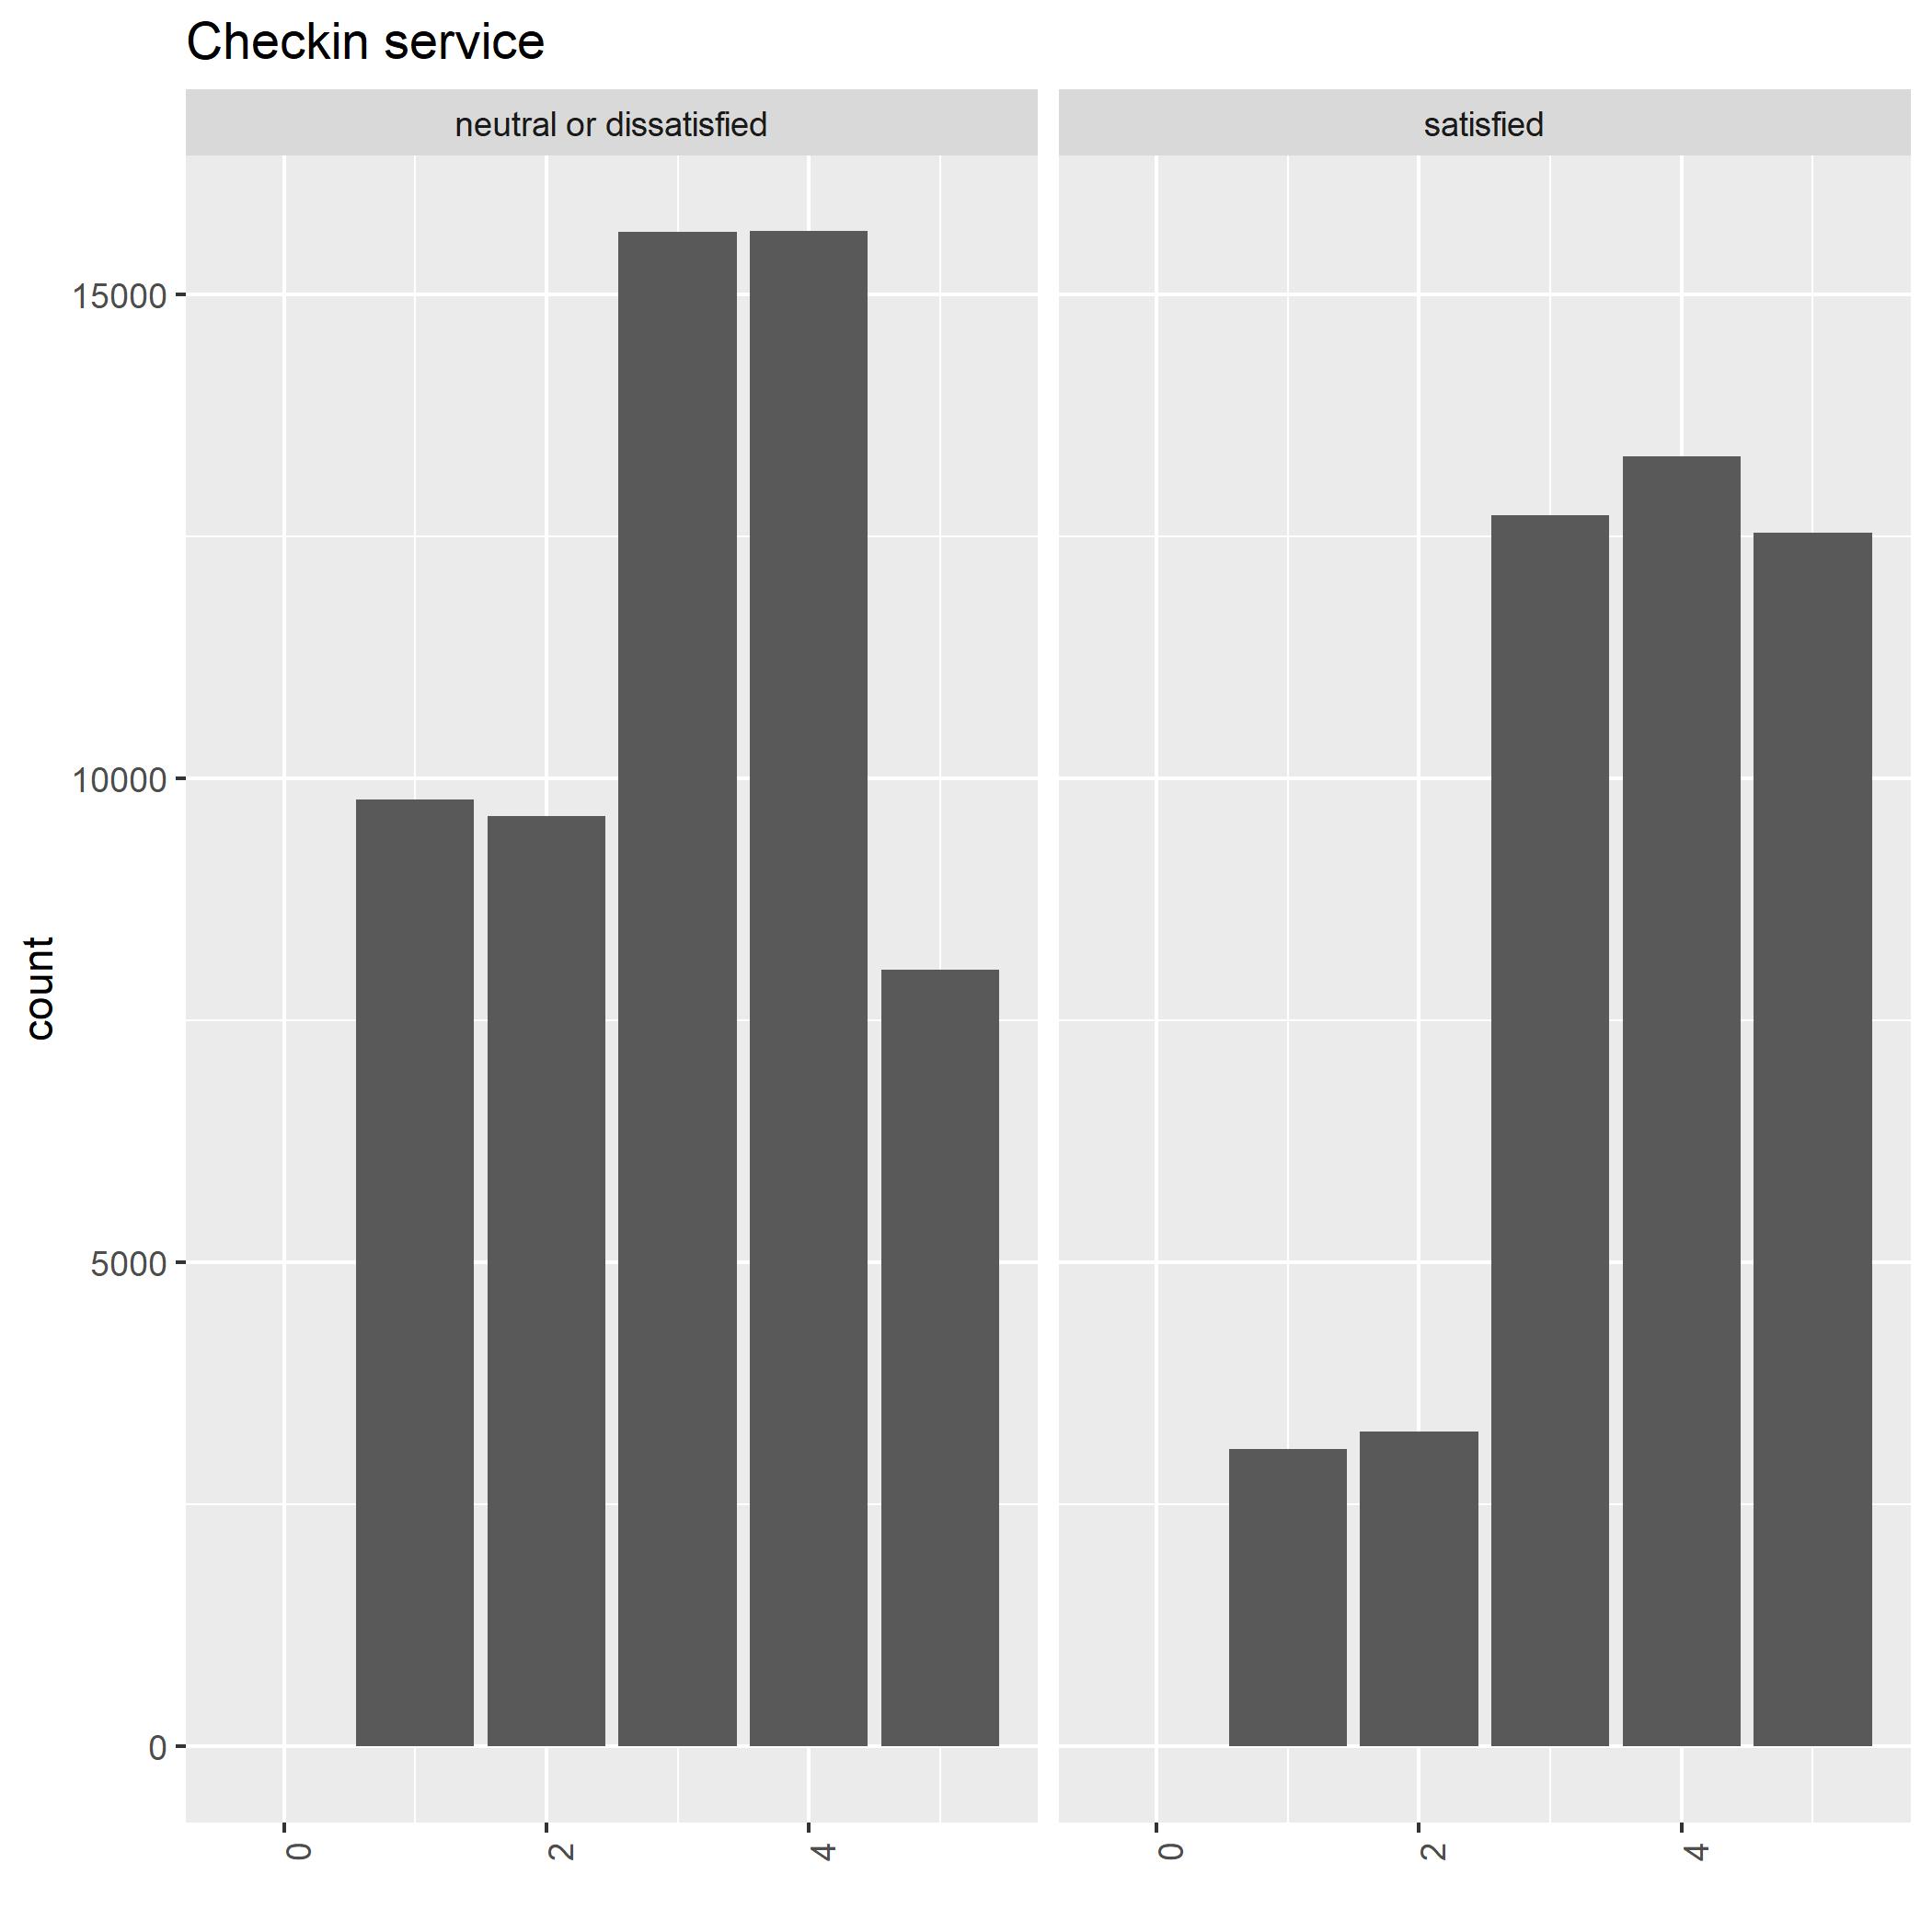 Checkin service
neutral or dissatisfied
satisfied
15000
10000
5000
0
count
0
2
4
0
2
4